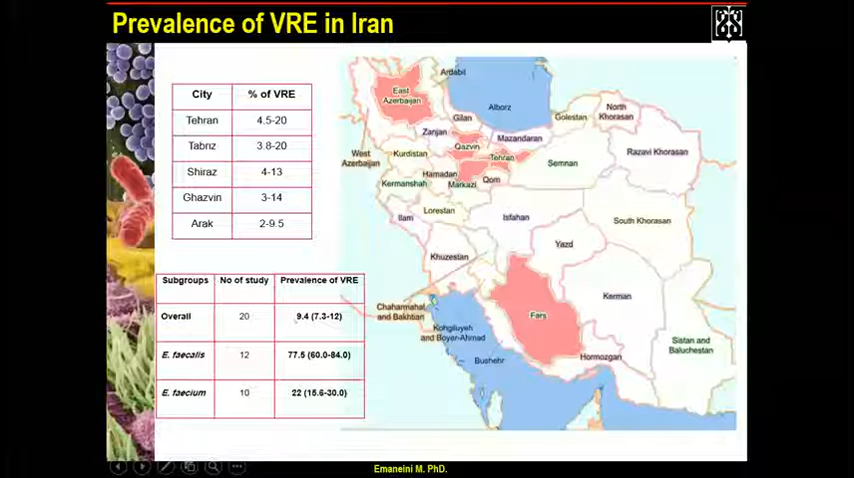 Prevalence of VRE in Iran
City % of VRE
Tehran 4.5-20
Tabriz 3.8-20
Shiraz 4-13
Ghazvin 3-14
Arak 2-9.5
Subgroups No of study Prevalence of VRE
Overall 20 9.4 (7.3-12)
E. faecalis 12 77.5 (60.0-84.0)
E. faecium 10 22 (15.6-30.0)
Ardabil
East
Azerbaijan
Alborz
Gilan
Golestan
North
Khorasan
Zanjan
Mazandaran
Qazvin
Tehran
Razavi Khorasan
West
Azerbaijan
Kurdistan
Semnan
Hamadan
Kermanshah
Markazi
Qom
Ilam
Lorestan
Isfahan
South Khorasan
Khuzestan
Yazd
Chaharmahal
and Bakhtiari
Kerman
Fars
Kohgiluyeh
and Boyer-Ahmad
Sistan and
Baluchestan
Bushehr
Hormozgan
Emaneini M. PhD.